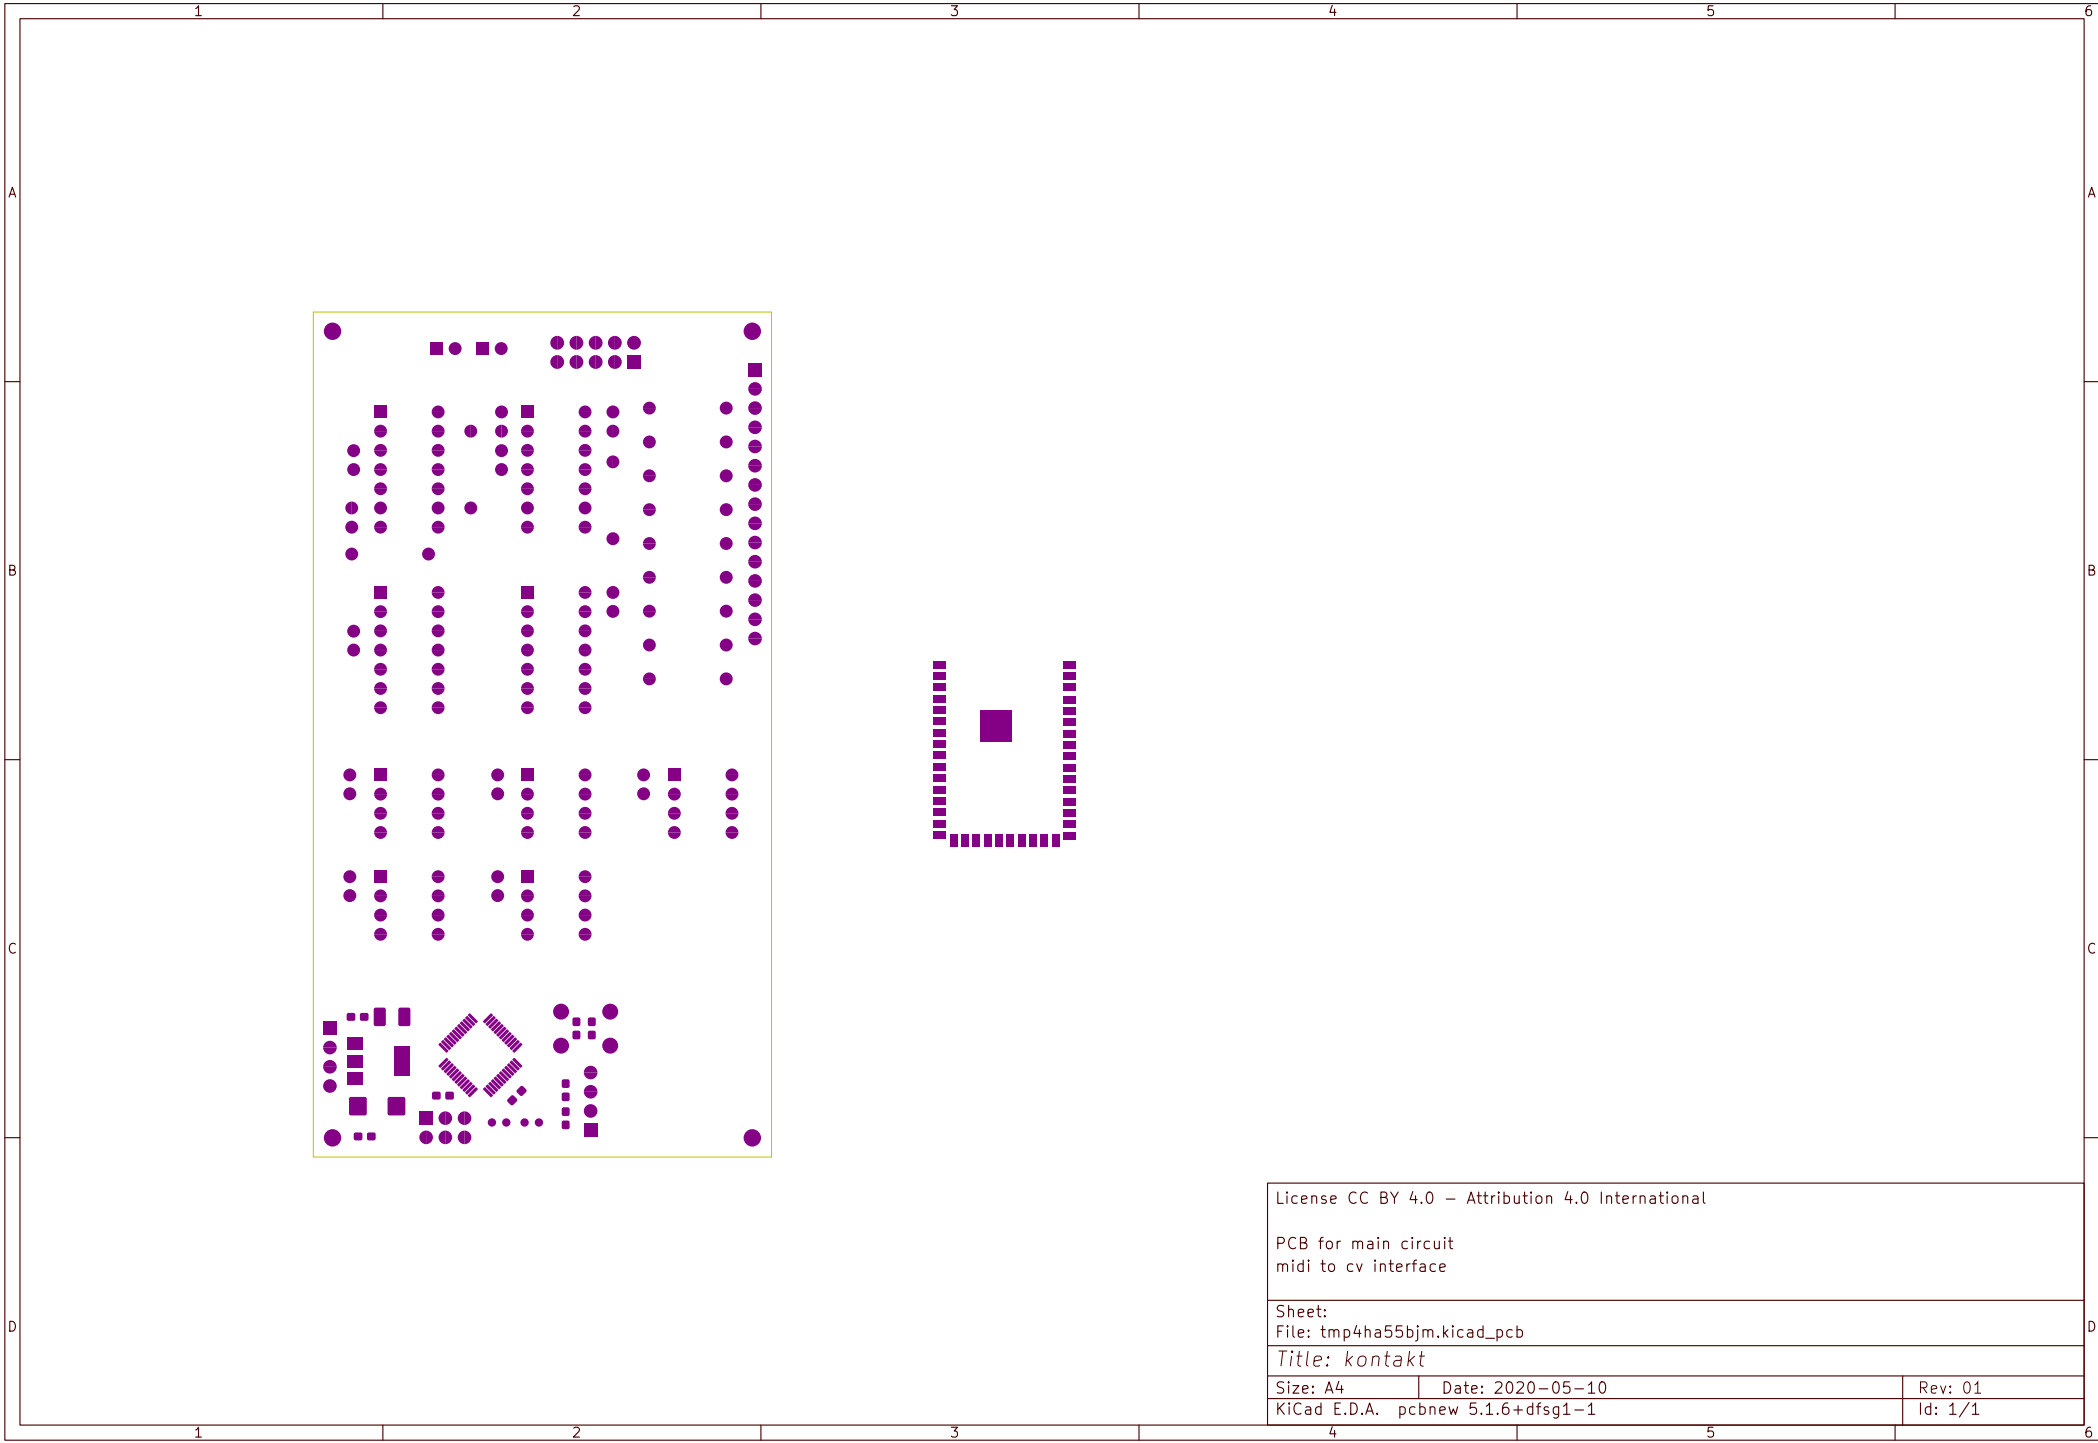 1 2 3 4 5 6
A A
B B
C C
D D
License CC BY 4.0 - Attribution 4.0 International
PCB for main circuit
midi to cv interface
Sheet:
File: tmp4ha55bjm.kicad_pcb
Title: kontakt
Size: A4 Date: 2020-05-10 Rev: 01
KiCad E.D.A. pcbnew 5.1.6+dfsg1-1 Id: 1/1
1 2 3 4 5 6